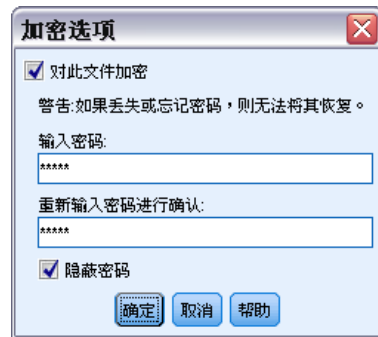 加密选项
对此文件加密
警告:如果丢失或忘记密码，则无法将其恢复。
输入密码:
*****
重新输入密码进行确认:
*****
隐蔽密码
确定 取消 帮助